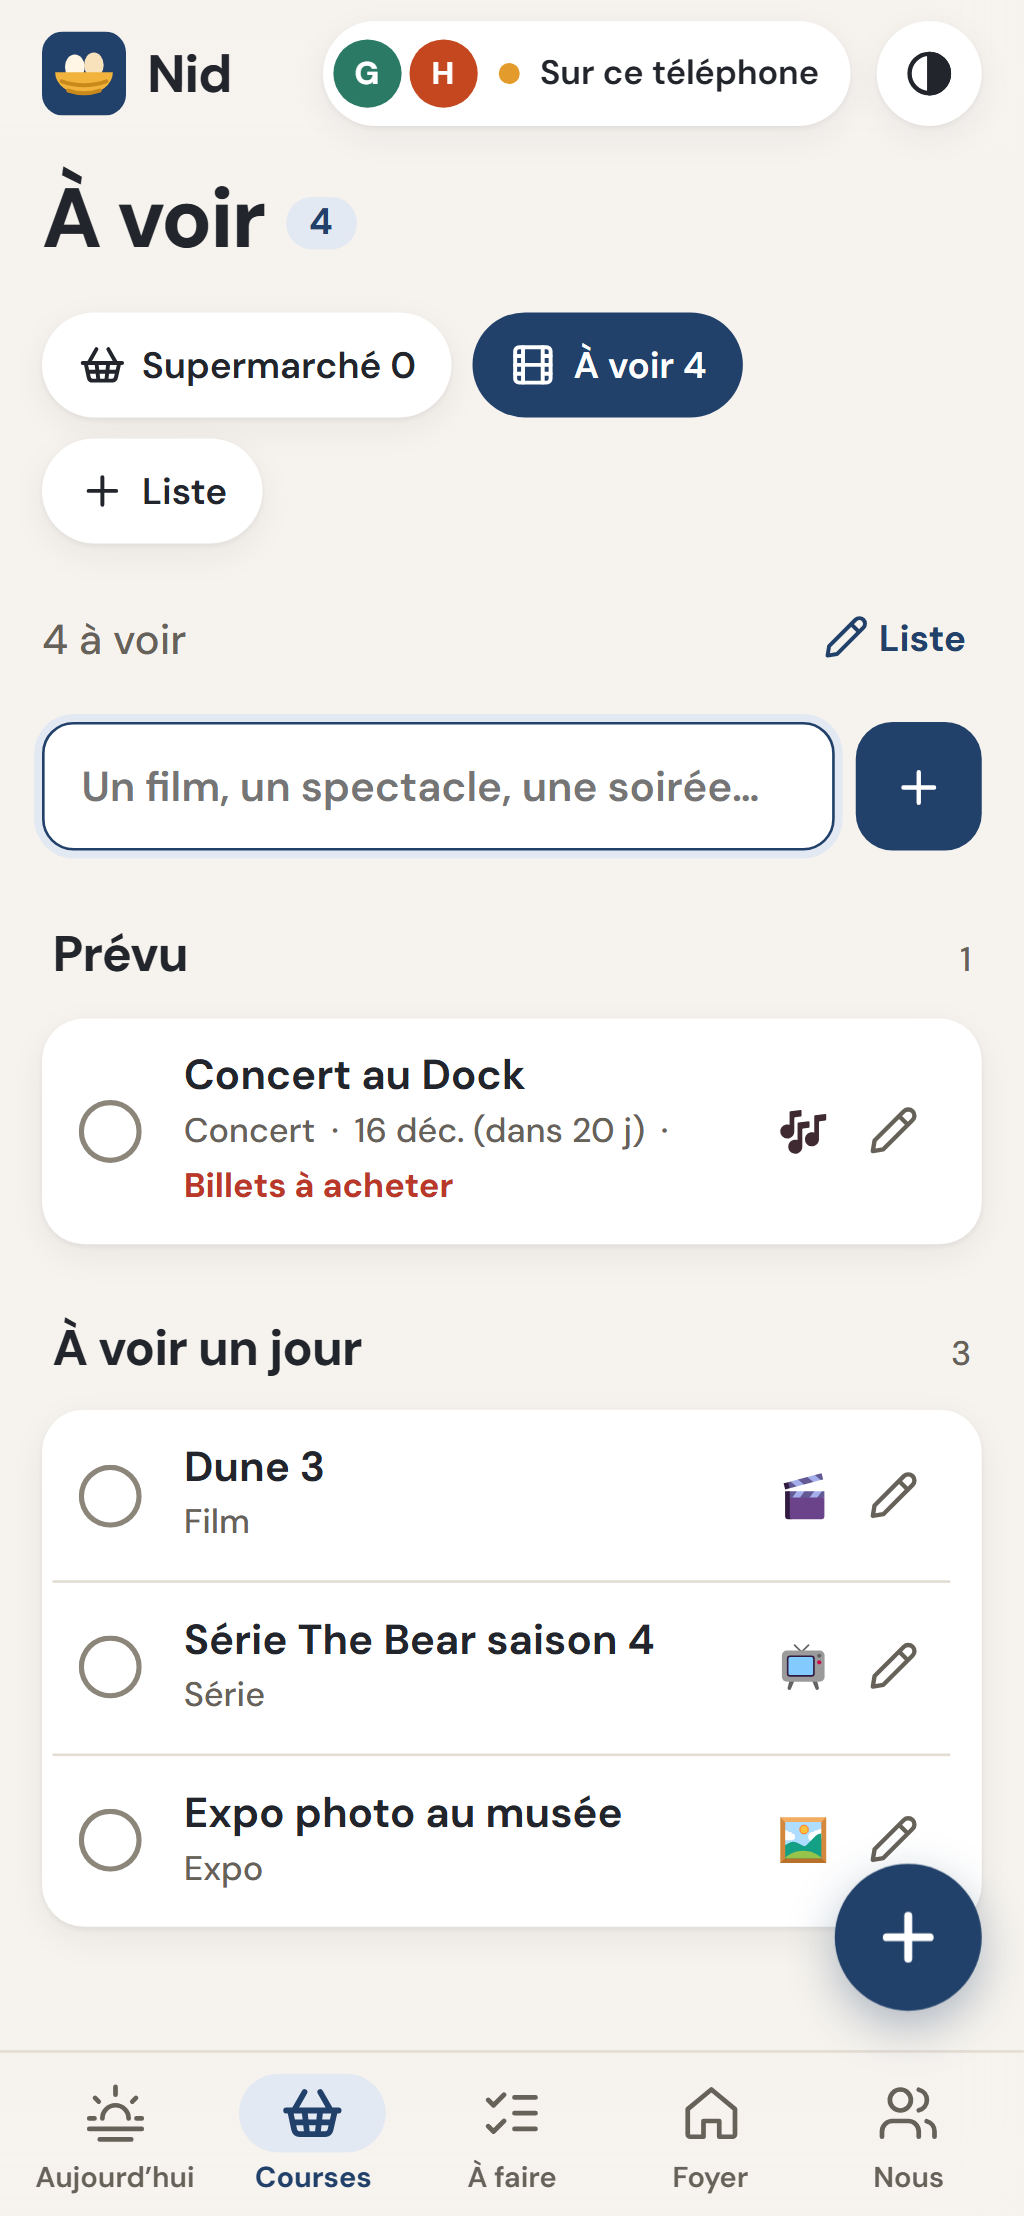 Nid
G H Sur ce téléphone
À voir 4
Supermarché 0
À voir 4
Liste
4 à voir
Liste
Un film, un spectacle, une soirée...
Prévu 1
Concert au Dock
Concert · 16 déc. (dans 20 j) ·
Billets à acheter
À voir un jour 3
Dune 3
Film
Série The Bear saison 4
Série
Expo photo au musée
Expo
Aujourd’hui Courses À faire Foyer Nous